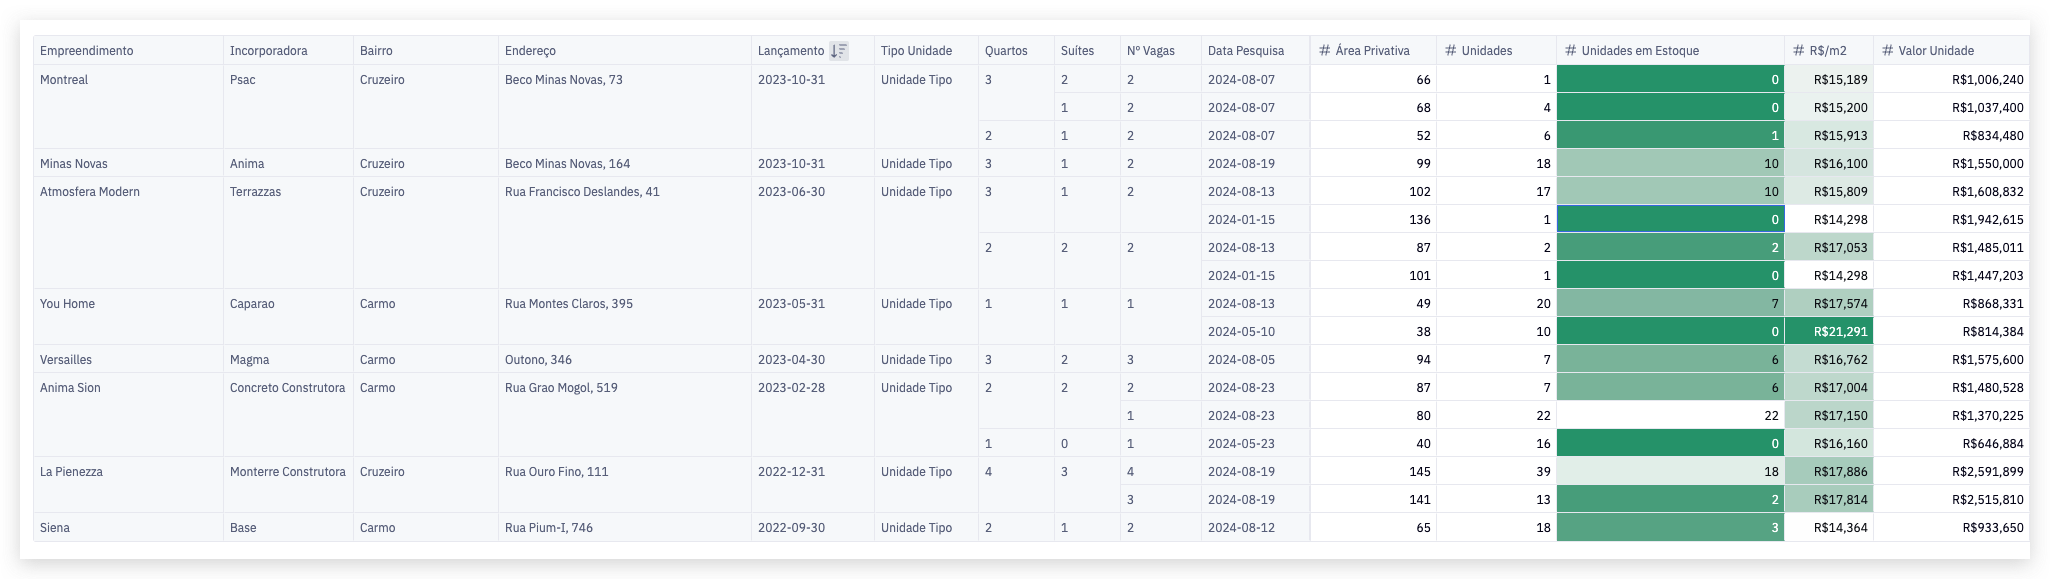 Empreendimento Incorporadora Bairro Endereço Lançamento Tipo Unidade Quartos Suítes Nº Vagas Data Pesquisa # Área Privativa # Unidades # Unidades em Estoque # R$/m2 # Valor Unidade
Montreal Psac Cruzeiro Beco Minas Novas, 73 2023-10-31 Unidade Tipo 3 2 2 2024-08-07 66 1 0 R$15,189 R$1,006,240
1 2 2024-08-07 68 4 0 R$15,200 R$1,037,400
2 1 2 2024-08-07 52 6 1 R$15,913 R$834,480
Minas Novas Anima Cruzeiro Beco Minas Novas, 164 2023-10-31 Unidade Tipo 3 1 2 2024-08-19 99 18 10 R$16,100 R$1,550,000
Atmosfera Modern Terrazzas Cruzeiro Rua Francisco Deslandes, 41 2023-06-30 Unidade Tipo 3 1 2 2024-08-13 102 17 10 R$15,809 R$1,608,832
2024-01-15 136 1 0 R$14,298 R$1,942,615
2 2 2 2024-08-13 87 2 2 R$17,053 R$1,485,011
2024-01-15 101 1 0 R$14,298 R$1,447,203
You Home Caparao Carmo Rua Montes Claros, 395 2023-05-31 Unidade Tipo 1 1 1 2024-08-13 49 20 7 R$17,574 R$868,331
2024-05-10 38 10 0 R$21,291 R$814,384
Versailles Magma Carmo Outono, 346 2023-04-30 Unidade Tipo 3 2 3 2024-08-05 94 7 6 R$16,762 R$1,575,600
Anima Sion Concreto Construtora Carmo Rua Grao Mogol, 519 2023-02-28 Unidade Tipo 2 2 2 2024-08-23 87 7 6 R$17,004 R$1,480,528
1 2024-08-23 80 22 22 R$17,150 R$1,370,225
1 0 1 2024-05-23 40 16 0 R$16,160 R$646,884
La Pienezza Monterre Construtora Cruzeiro Rua Ouro Fino, 111 2022-12-31 Unidade Tipo 4 3 4 2024-08-19 145 39 18 R$17,886 R$2,591,899
3 2024-08-19 141 13 2 R$17,814 R$2,515,810
Siena Base Carmo Rua Pium-I, 746 2022-09-30 Unidade Tipo 2 1 2 2024-08-12 65 18 3 R$14,364 R$933,650